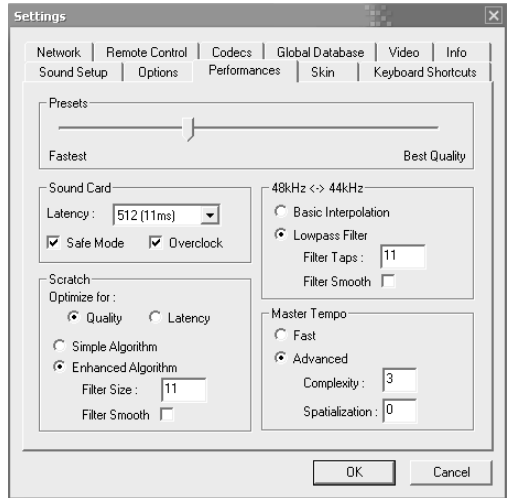 Settings
Network Remote Control Codecs Global Database Video Info
Sound Setup Options Performances Skin Keyboard Shortcuts
Presets
Fastest Best Quality
Sound Card
Latency : 512 (11ms)
Safe Mode Overclock
Scratch
Optimize for :
Quality Latency
Simple Algorithm
Enhanced Algorithm
Filter Size : 11
Filter Smooth
48kHz <-> 44kHz
Basic Interpolation
Lowpass Filter
Filter Taps : 11
Filter Smooth
Master Tempo
Fast
Advanced
Complexity : 3
Spatialization : 0
OK Cancel